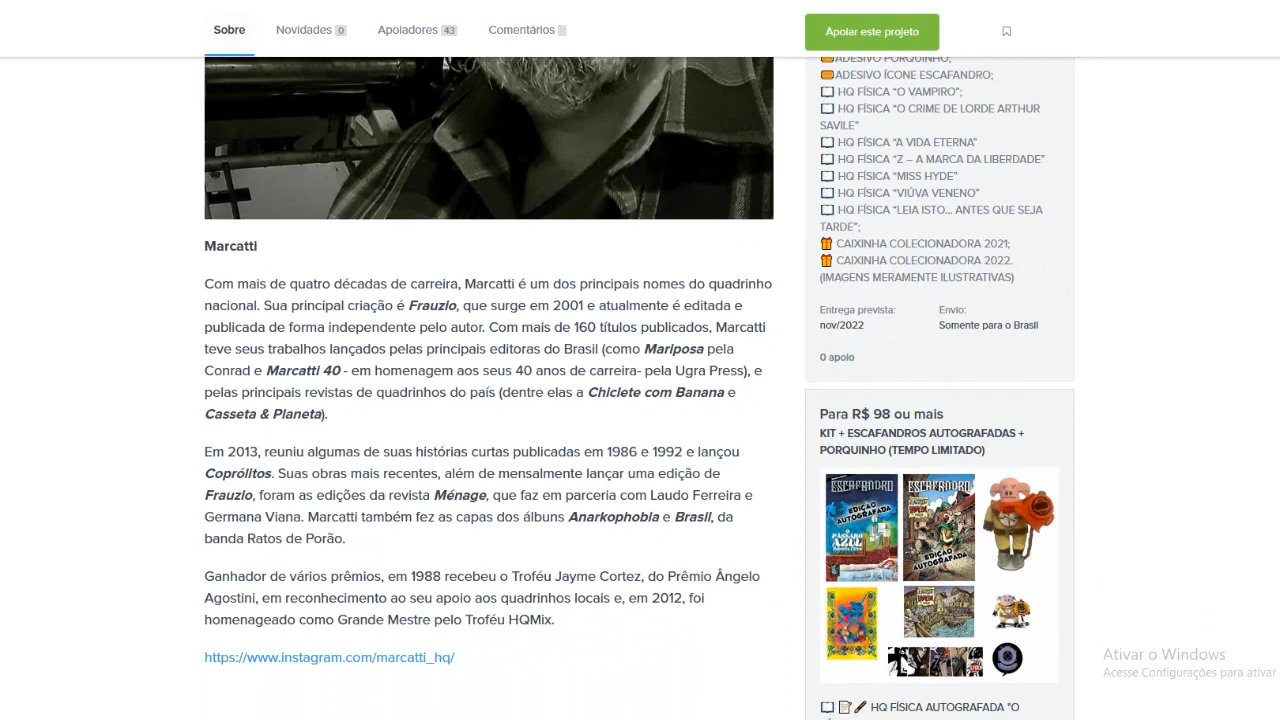 Sobre
Novidades 0
Apoiadores 43
Comentários
Apoiar este projeto
Marcatti
Com mais de quatro décadas de carreira, Marcatti é um dos principais nomes do quadrinho
nacional. Sua principal criação é Frauzio, que surge em 2001 e atualmente é editada e
publicada de forma independente pelo autor. Com mais de 160 títulos publicados, Marcatti
teve seus trabalhos lançados pelas principais editoras do Brasil (como Mariposa pela
Conrad e Marcatti 40 - em homenagem aos seus 40 anos de carreira- pela Ugra Press), e
pelas principais revistas de quadrinhos do país (dentre elas a Chiclete com Banana e
Casseta & Planeta).
Em 2013, reuniu algumas de suas histórias curtas publicadas em 1986 e 1992 e lançou
Coprólitos. Suas obras mais recentes, além de mensalmente lançar uma edição de
Frauzio, foram as edições da revista Ménage, que faz em parceria com Laudo Ferreira e
Germana Viana. Marcatti também fez as capas dos álbuns Anarkophobia e Brasil, da
banda Ratos de Porão.
Ganhador de vários prêmios, em 1988 recebeu o Troféu Jayme Cortez, do Prêmio Ângelo
Agostini, em reconhecimento ao seu apoio aos quadrinhos locais e, em 2012, foi
homenageado como Grande Mestre pelo Troféu HQMix.
https://www.instagram.com/marcatti_hq/
ADESIVO PORQUINHO;
ADESIVO ÍCONE ESCAFANDRO;
HQ FÍSICA “O VAMPIRO”;
HQ FÍSICA “O CRIME DE LORDE ARTHUR
SAVILE”
HQ FÍSICA “A VIDA ETERNA”
HQ FÍSICA “Z – A MARCA DA LIBERDADE”
HQ FÍSICA “MISS HYDE”
HQ FÍSICA “VIÚVA VENENO”
HQ FÍSICA “LEIA ISTO... ANTES QUE SEJA
TARDE”;
CAIXINHA COLECIONADORA 2021;
CAIXINHA COLECIONADORA 2022.
(IMAGENS MERAMENTE ILUSTRATIVAS)
Entrega prevista:
nov/2022
Envio:
Somente para o Brasil
0 apoio
Para R$ 98 ou mais
KIT + ESCAFANDROS AUTOGRAFADAS +
PORQUINHO (TEMPO LIMITADO)
ESCAFANDRO
EDIÇÃO
AUTOGRAFADA
O PÁSSARO
AZUL
ESCAFANDRO
EDIÇÃO
AUTOGRAFADA
HQ FÍSICA AUTOGRAFADA "O
Ativar o Windows
Acesse Configurações para ativar